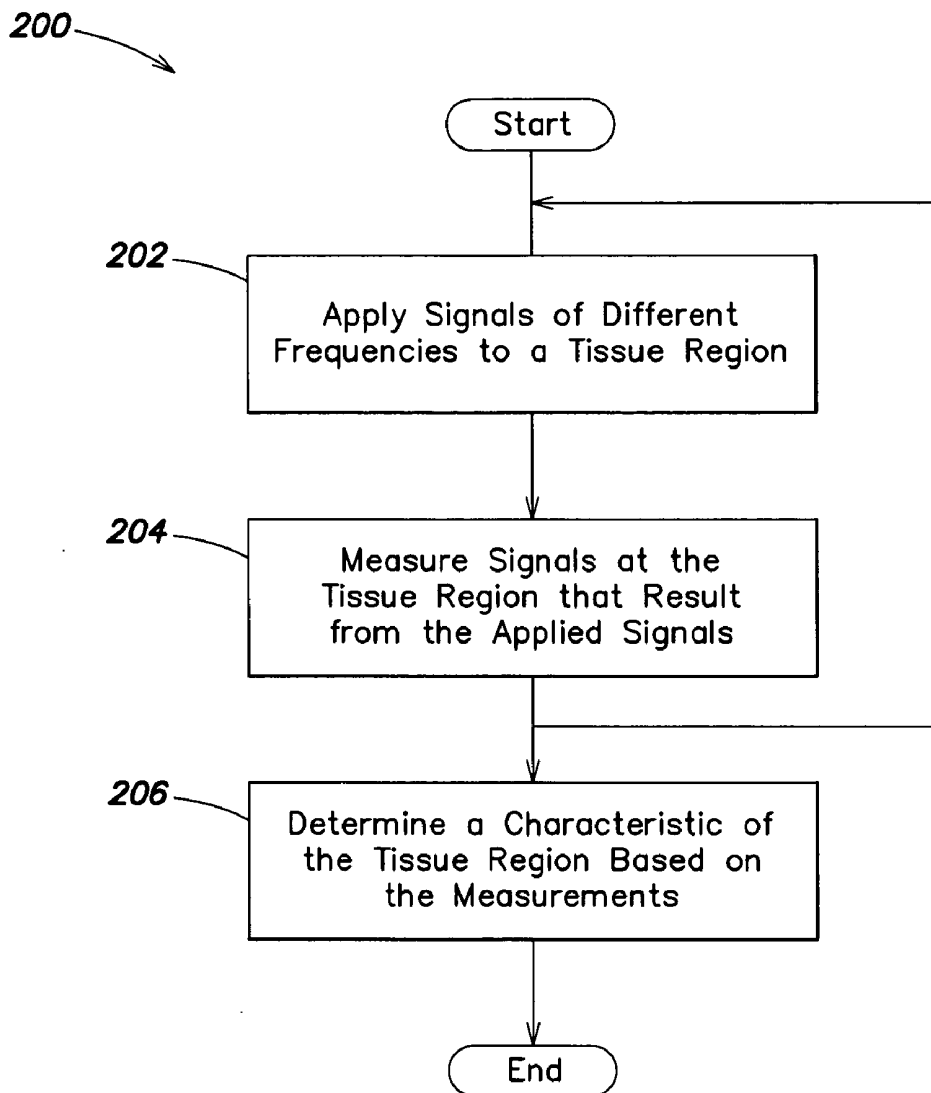 200
Start
202
Apply Signals of Different
Frequencies to a Tissue Region
204
Measure Signals at the
Tissue Region that Result
from the Applied Signals
206
Determine a Characteristic of
the Tissue Region Based on
the Measurements
End